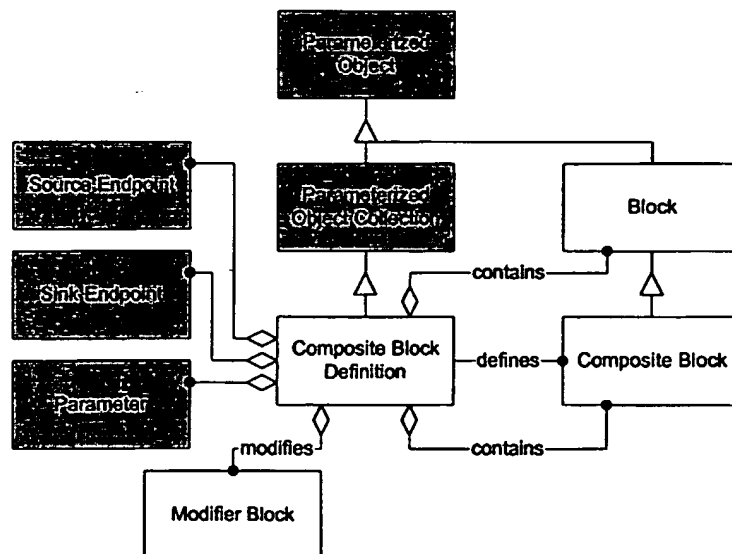 Parameterized
Object
Source Endpoint
Parameterized
Object Collection
Block
Sink Endpoint
contains
Composite Block
Definition
defines
Composite Block
Parameter
modifies
contains
Modifier Block